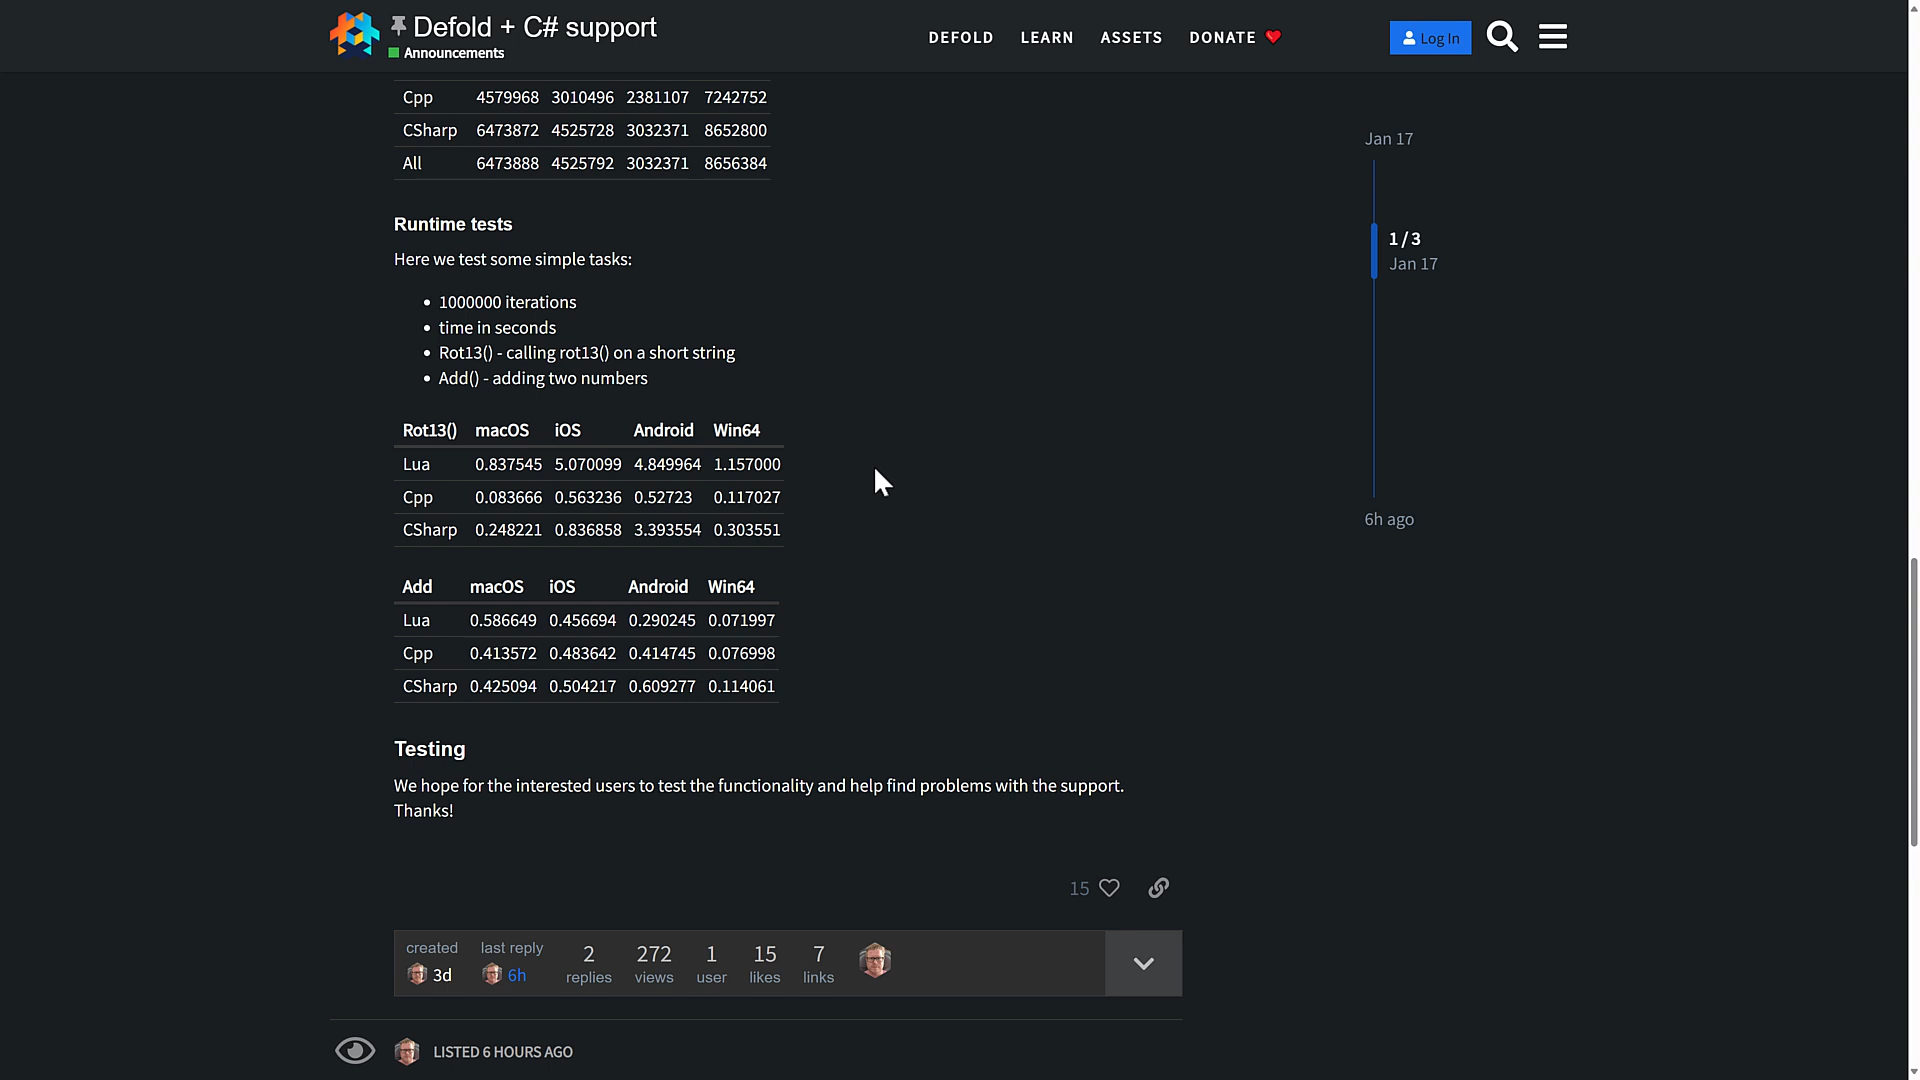 Defold + C# support
Announcements
DEFOLD LEARN ASSETS DONATE
Log In
Cpp 4579968 3010496 2381107 7242752
CSharp 6473872 4525728 3032371 8652800
All 6473888 4525792 3032371 8656384
Runtime tests
Here we test some simple tasks:
• 1000000 iterations
• time in seconds
• Rot13() - calling rot13() on a short string
• Add() - adding two numbers
Rot13() macOS iOS Android Win64
Lua 0.837545 5.070099 4.849964 1.157000
Cpp 0.083666 0.563236 0.52723 0.117027
CSharp 0.248221 0.836858 3.393554 0.303551
Add macOS iOS Android Win64
Lua 0.586649 0.456694 0.290245 0.071997
Cpp 0.413572 0.483642 0.414745 0.076998
CSharp 0.425094 0.504217 0.609277 0.114061
Testing
We hope for the interested users to test the functionality and help find problems with the support.
Thanks!
15
created last reply 2 272 1 15 7
3d 6h replies views user likes links
LISTED 6 HOURS AGO
Jan 17
1 / 3
Jan 17
6h ago